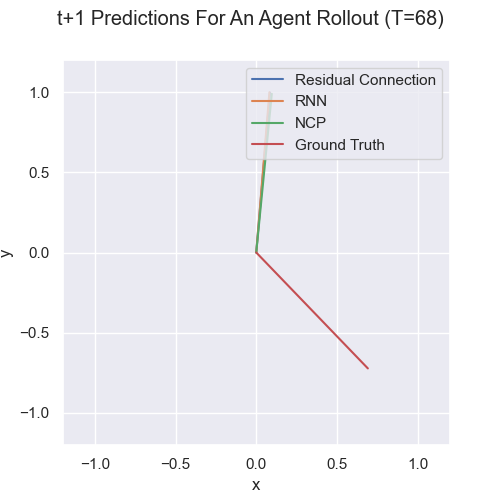 t+1 Predictions For An Agent Rollout (T=68)
Residual Connection
RNN
NCP
Ground Truth
1.0
0.5
0.0
−0.5
−1.0
y
−1.0 −0.5 0.0 0.5 1.0
x